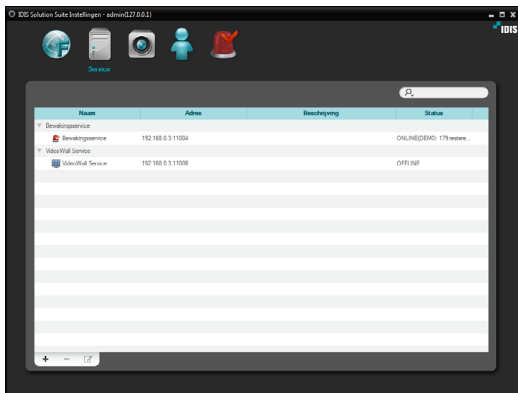 IDIS Solution Suite Instellingen - admin(127.0.0.1)
IDIS
Service
Naam Adres Beschrijving Status
Bewakingsservice
Bewakingsservice 192.168.0.3:11004 ONLINE(DEMO: 179 restere...
VideoWall Service
VideoWall Service 192.168.0.3:11006 OFFLINE